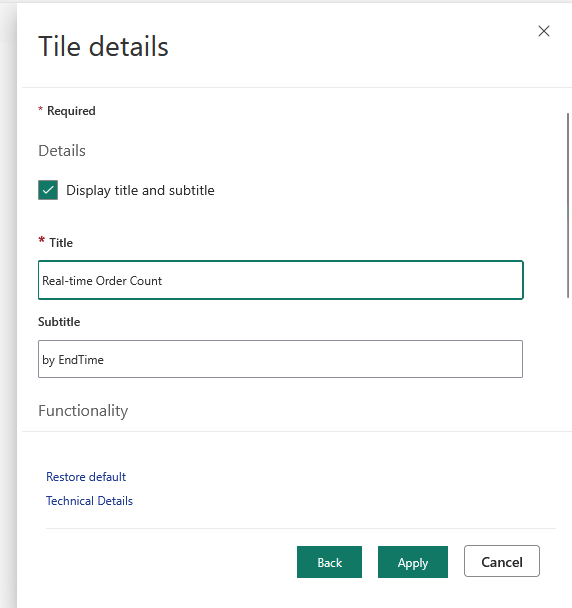 Tile details
* Required
Details
Display title and subtitle
* Title
Real-time Order Count
Subtitle
by EndTime
Functionality
Restore default
Technical Details
Back Apply Cancel